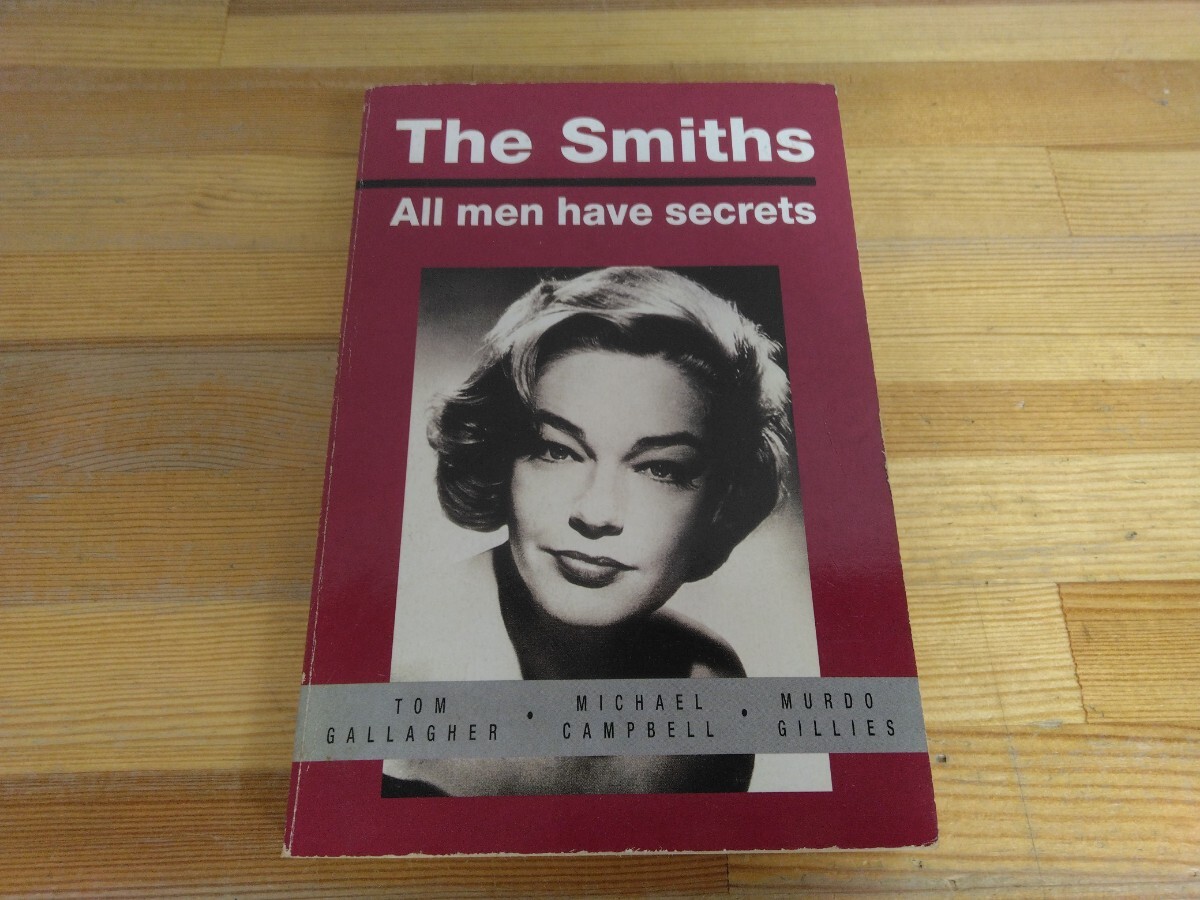 The Smiths
All men have secrets
TOM GALLAGHER • MICHAEL CAMPBELL • MURDO GILLIES